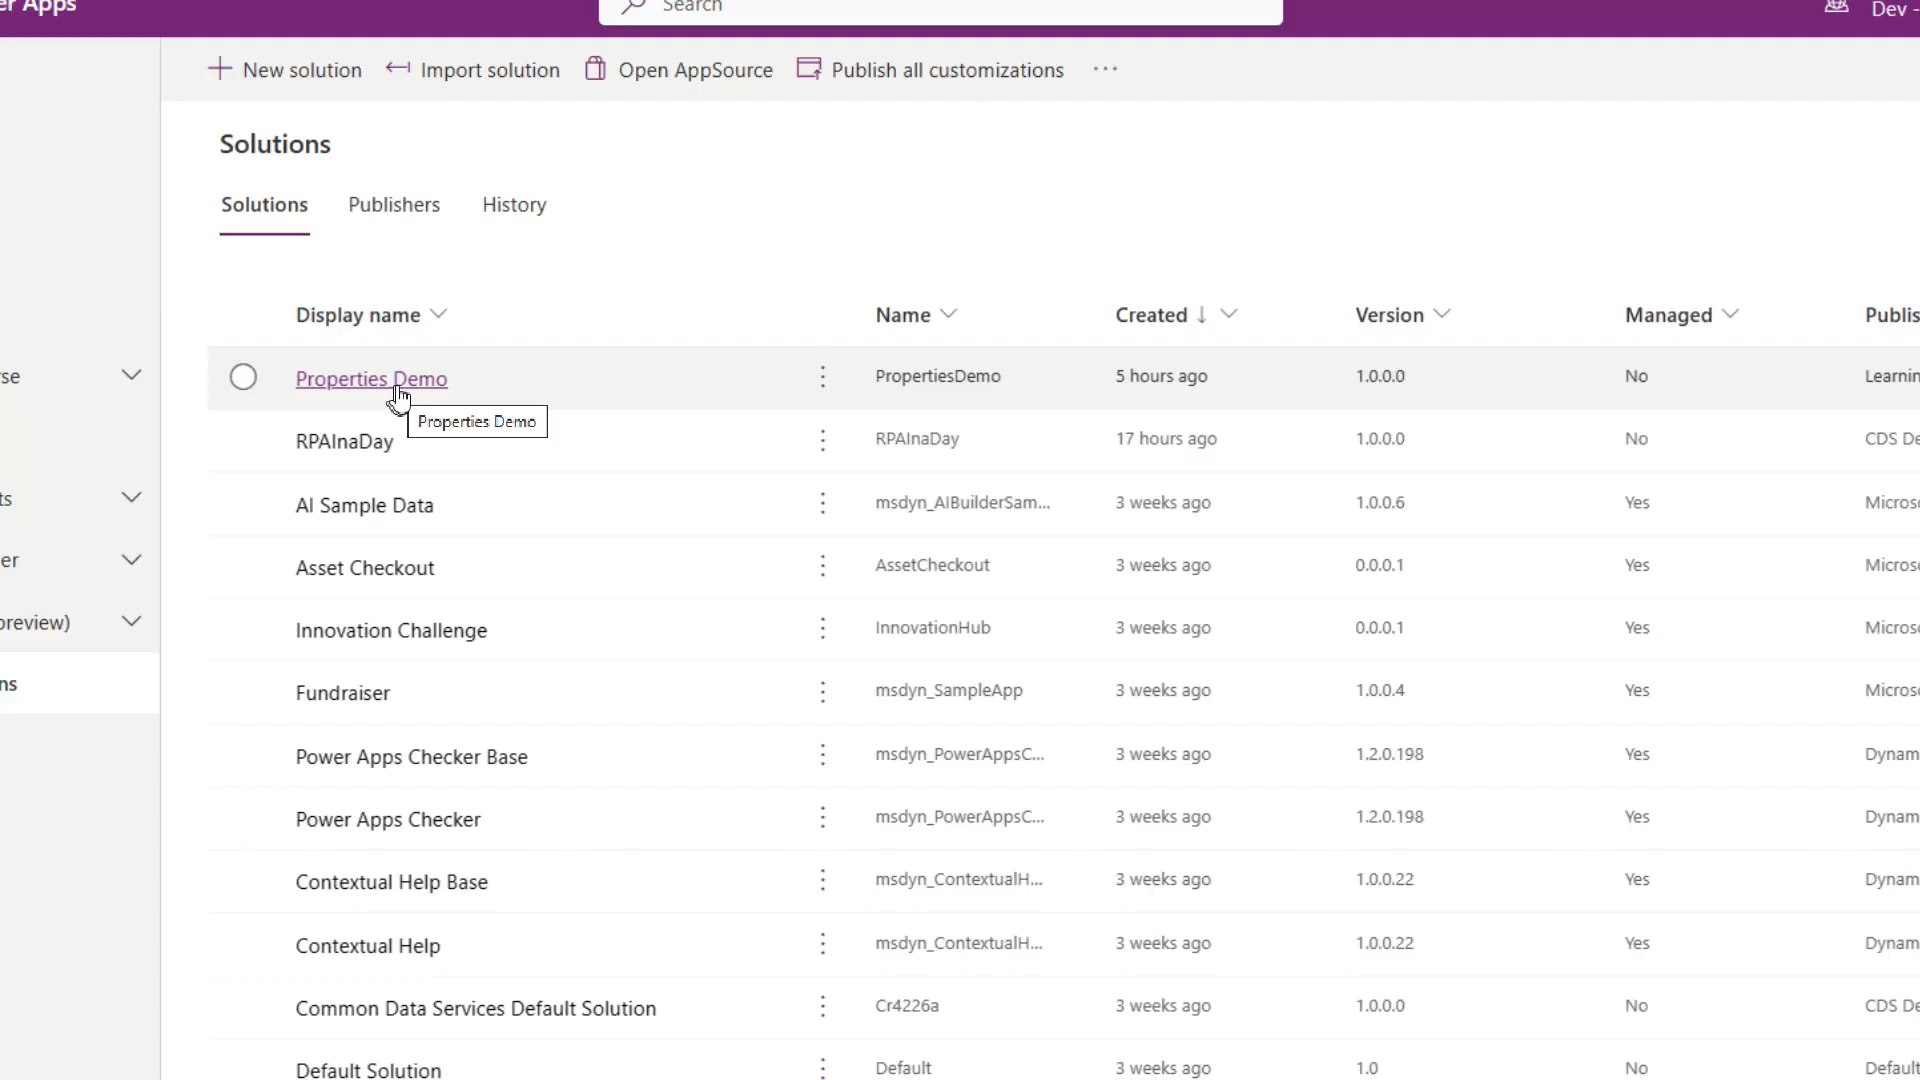 er Apps
Search
Dev -
New solution
Import solution
Open AppSource
Publish all customizations
Solutions
Solutions
Publishers
History
Display name
Name
Created
Version
Managed
Publis
Properties Demo
PropertiesDemo
5 hours ago
1.0.0.0
No
Learnin
Properties Demo
RPAInaDay
RPAInaDay
17 hours ago
1.0.0.0
No
CDS De
AI Sample Data
msdyn_AIBuilderSam...
3 weeks ago
1.0.0.6
Yes
Microso
Asset Checkout
AssetCheckout
3 weeks ago
0.0.0.1
Yes
Microso
Innovation Challenge
InnovationHub
3 weeks ago
0.0.0.1
Yes
Microso
Fundraiser
msdyn_SampleApp
3 weeks ago
1.0.0.4
Yes
Microso
Power Apps Checker Base
msdyn_PowerAppsC...
3 weeks ago
1.2.0.198
Yes
Dynam
Power Apps Checker
msdyn_PowerAppsC...
3 weeks ago
1.2.0.198
Yes
Dynam
Contextual Help Base
msdyn_ContextualH...
3 weeks ago
1.0.0.22
Yes
Dynam
Contextual Help
msdyn_ContextualH...
3 weeks ago
1.0.0.22
Yes
Dynam
Common Data Services Default Solution
Cr4226a
3 weeks ago
1.0.0.0
No
CDS De
Default Solution
Default
3 weeks ago
1.0
No
Default
rse
ts
er
preview)
ns